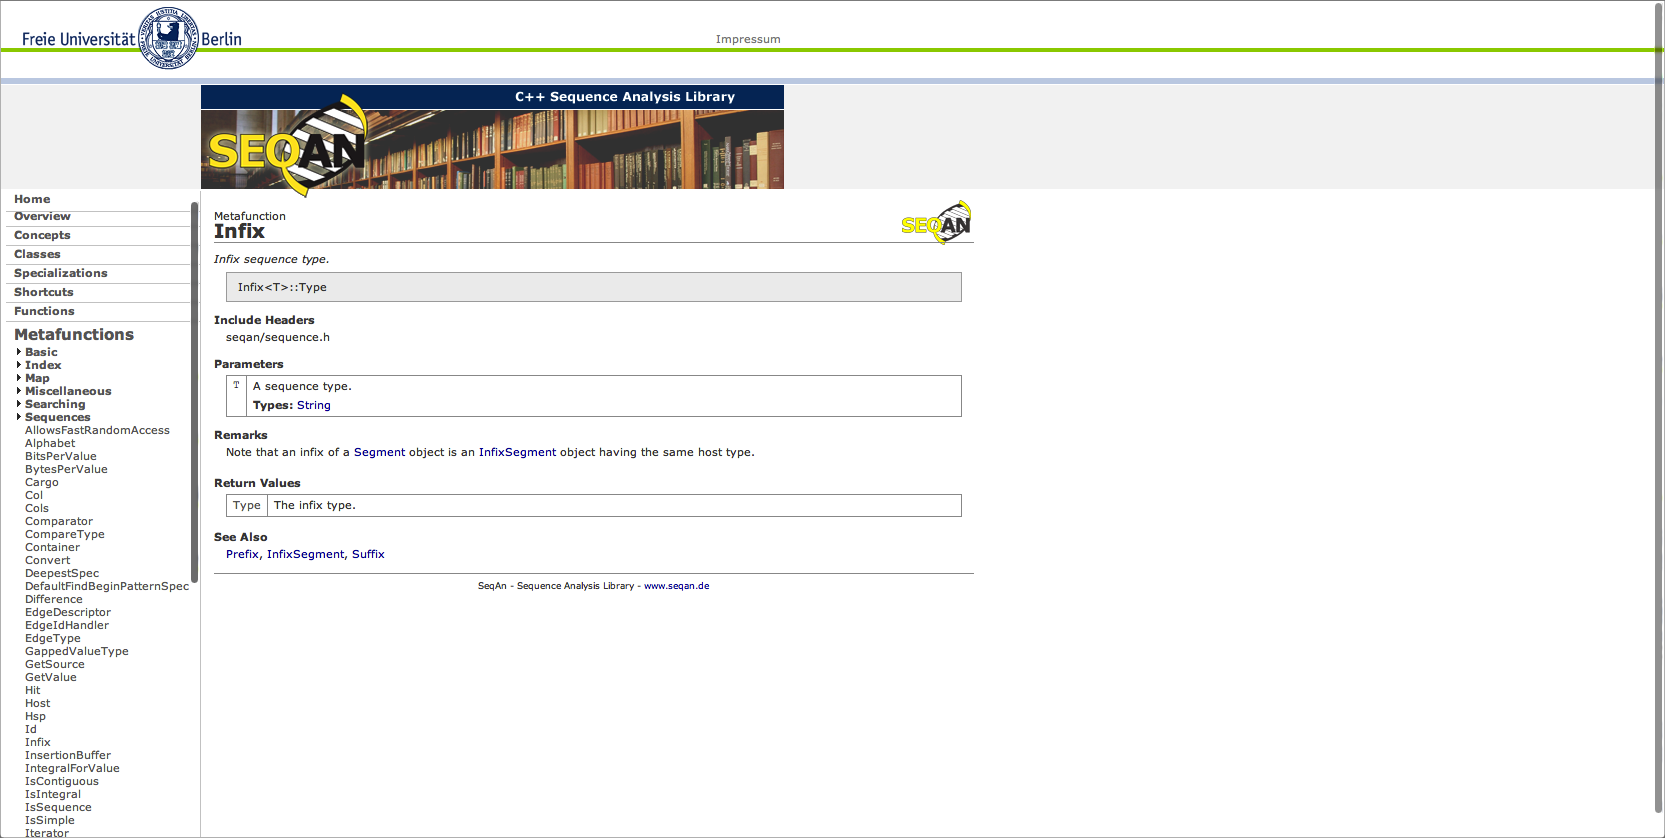 Freie Universität Berlin
Impressum
C++ Sequence Analysis Library
SEQAN
Home
Overview
Concepts
Classes
Specializations
Shortcuts
Functions
Metafunctions
Basic
Index
Map
Miscellaneous
Searching
Sequences
AllowsFastRandomAccess
Alphabet
BitsPerValue
BytesPerValue
Cargo
Col
Cols
Comparator
CompareType
Container
Convert
DeepestSpec
DefaultFindBeginPatternSpec
Difference
EdgeDescriptor
EdgeIdHandler
EdgeType
GappedValueType
GetSource
GetValue
Hit
Host
Hsp
Id
Infix
InsertionBuffer
IntegralForValue
IsContiguous
IsIntegral
IsSequence
IsSimple
Iterator
Metafunction
Infix
SEQAN
Infix sequence type.
Infix<T>::Type
Include Headers
seqan/sequence.h
Parameters
T A sequence type.
Types: String
Remarks
Note that an infix of a Segment object is an InfixSegment object having the same host type.
Return Values
Type The infix type.
See Also
Prefix, InfixSegment, Suffix
SeqAn - Sequence Analysis Library - www.seqan.de